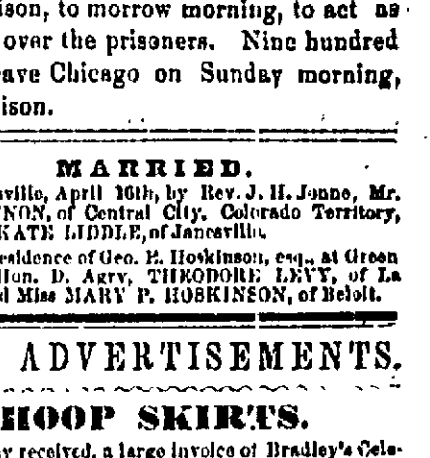 ison, to morrow morning, to act as
over the prisoners. Nine hundred
ave Chicago on Sunday morning,
ison.
MARRIED.
sville, April 16th, by Rev. J. H. Jonne, Mr.
NON, of Central City. Colorado Territory,
KATE LIDDLE, of Janesville.
esidence of Geo. E. Hoskinson, esq., at Green
Hon. D. Agry, THEODORE LEVY, of La
d Miss MARY P. HOSKINSON, of Beloit.
ADVERTISEMENTS.
HOOP SKIRTS.
received, a large invoice of Bradley's Cele-